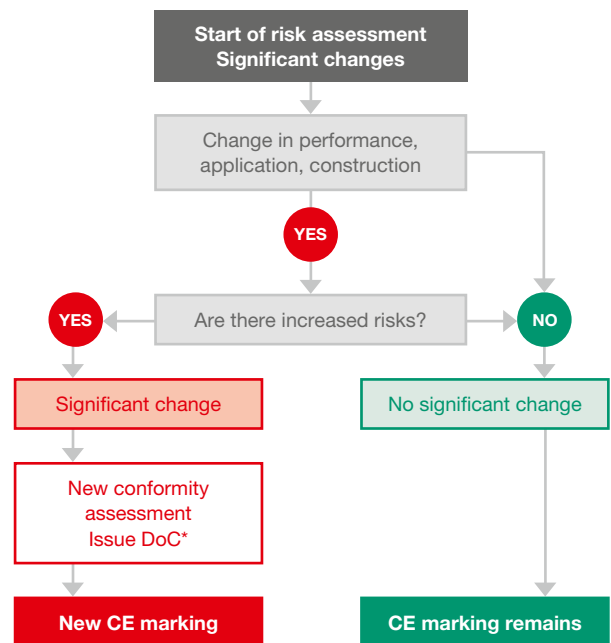 Start of risk assessment
Significant changes
Change in performance,
application, construction
YES
YES
Are there increased risks?
NO
Significant change
No significant change
New conformity
assessment
Issue DoC*
New CE marking
CE marking remains